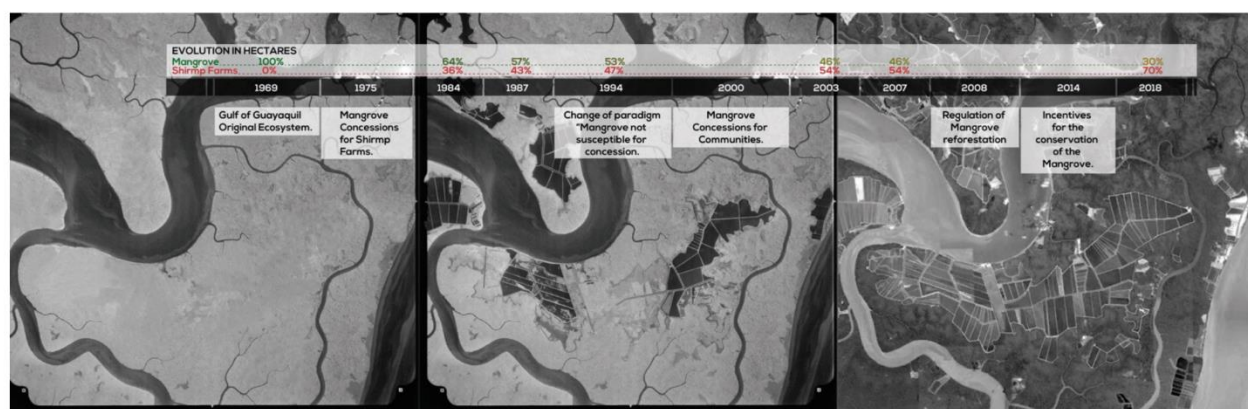 EVOLUTION IN HECTARES
Mangrove 100% 64% 57% 53% 46% 46% 30%
Shirmp Farms 0% 36% 43% 47% 54% 54% 70%
1969 1975 1984 1987 1994 2000 2003 2007 2008 2014 2018
Gulf of Guayaquil
Original Ecosystem.
Mangrove
Concessions
for Shirmp
Farms.
Change of paradigm
"Mangrove not
susceptible for
concession.
Mangrove
Concessions for
Communities.
Regulation of
Mangrove
reforestation
Incentives
for the
conservation
of the
Mangrove.